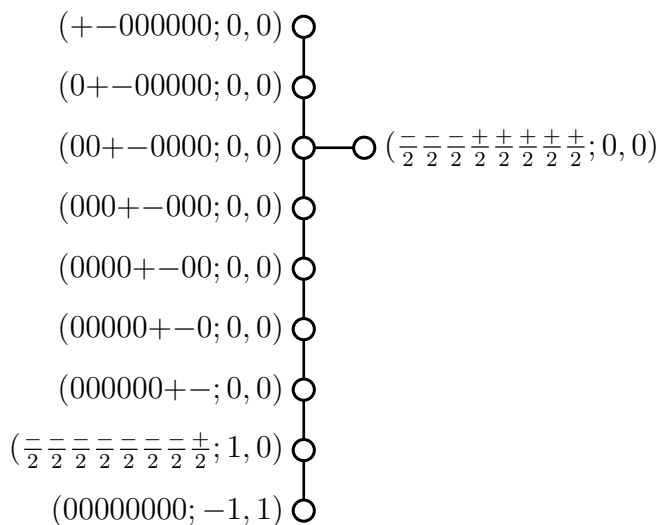 (+−000000; 0, 0)
(0+−00000; 0, 0)
(00+−0000; 0, 0)
(−/2 −/2 −/2 +/2 +/2 +/2 +/2 +/2; 0, 0)
(000+−000; 0, 0)
(0000+−00; 0, 0)
(00000+−0; 0, 0)
(000000+−; 0, 0)
(−/2 −/2 −/2 −/2 −/2 −/2 −/2 +/2; 1, 0)
(00000000; −1, 1)